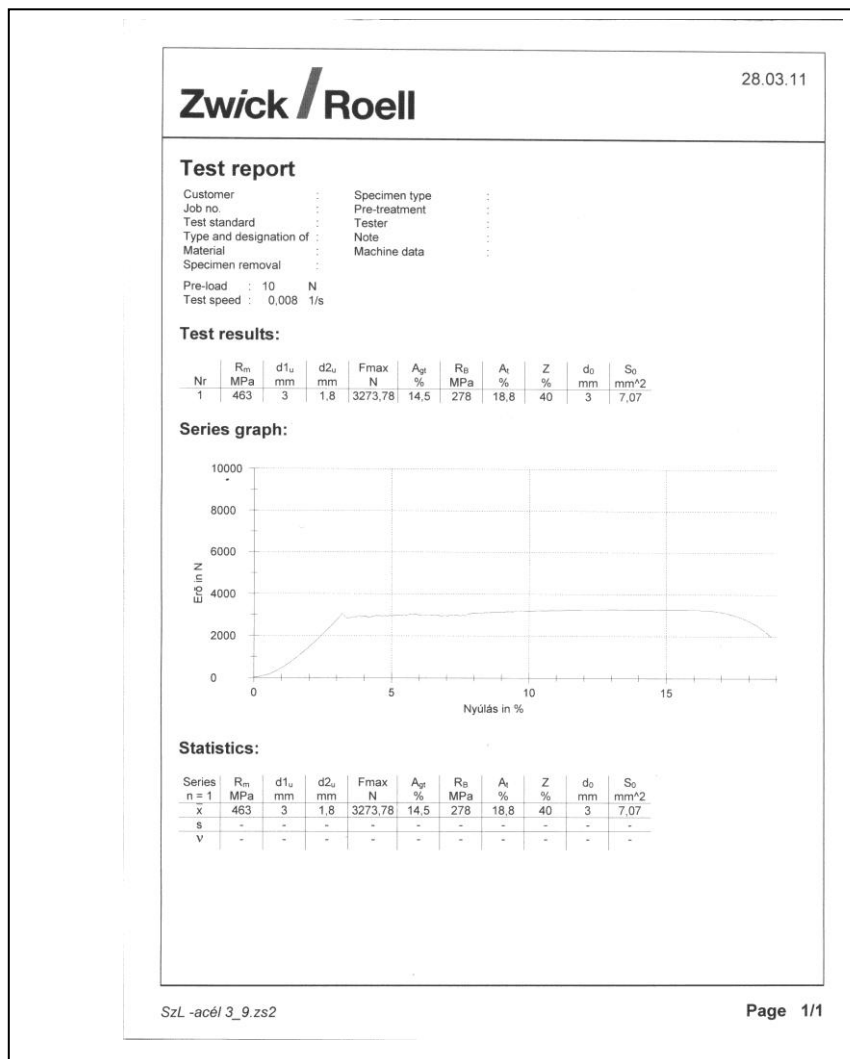 Zwick / Roell
28.03.11
Test report
Customer : Specimen type :
Job no. : Pre-treatment :
Test standard : Tester :
Type and designation of : Note :
Material : Machine data :
Specimen removal :
Pre-load : 10 N
Test speed : 0,008 1/s
Test results:
Rm d1u d2u Fmax Agt RB At Z d0 S0
Nr MPa mm mm N % MPa % % mm mm^2
1 463 3 1,8 3273,78 14,5 278 18,8 40 3 7,07
Series graph:
10000
8000
6000
4000
2000
0
Erő in N
0 5 10 15
Nyúlás in %
Statistics:
Series Rm d1u d2u Fmax Agt RB At Z d0 S0
n = 1 MPa mm mm N % MPa % % mm mm^2
x̄ 463 3 1,8 3273,78 14,5 278 18,8 40 3 7,07
s - - - - - - - - - -
ν - - - - - - - - - -
SzL -acél 3_9.zs2
Page 1/1